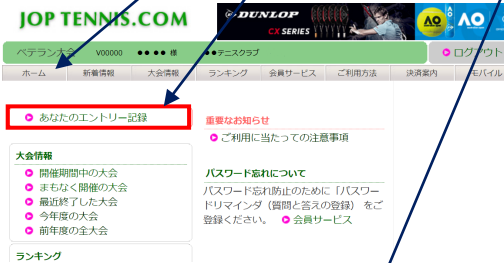 JOP TENNIS.COM
DUNLOP
CX SERIES
AO
AO
ベテラン大会 V00000 ●● ●● 様 ●●テニスクラブ
ログアウト
ホーム 新着情報 大会情報 ランキング 会員サービス ご利用方法 決済案内 モバイル
あなたのエントリー記録
重要なお知らせ
ご利用に当たっての注意事項
大会情報
開催期間中の大会
まもなく開催の大会
最近終了した大会
今年度の大会
前年度の全大会
パスワード忘れについて
パスワード忘れ防止のために「パスワー
ドリマインダ（質問と答えの登録） をご
登録ください。 会員サービス
ランキング